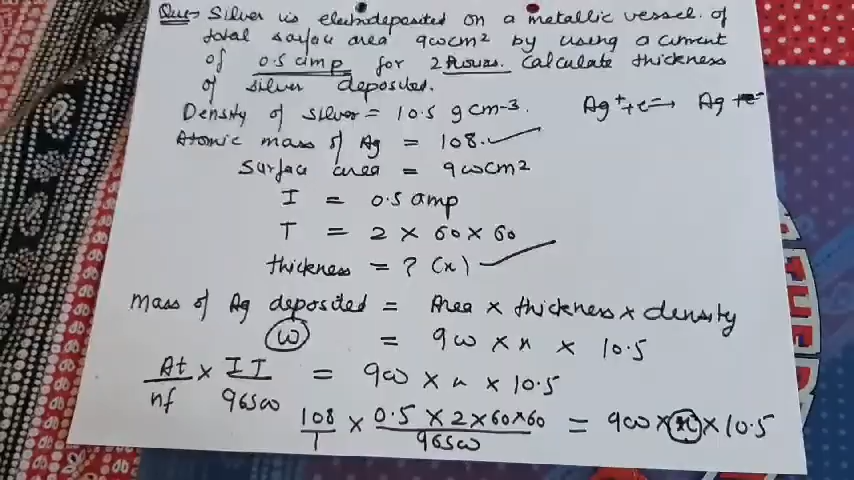 Que→ Silver is electrodeposited on a metallic vessel. of
total surface area 900cm2 by using a current
of 0.5 amp for 2 hours. Calculate thickness
of silver deposited.
Density of silver = 10.5 g cm-3. Ag+ + e- → Ag + e-
Atomic mass of Ag = 108.
Surface area = 900cm2
I = 0.5 amp
T = 2 × 60 × 60
thickness = ? (x)
Mass of Ag deposited = Area × thickness × density
w = 900 × x × 10.5
At/nf × IT/96500 = 900 × x × 10.5
108/1 × 0.5 × 2 × 60 × 60/96500 = 900 × x × 10.5